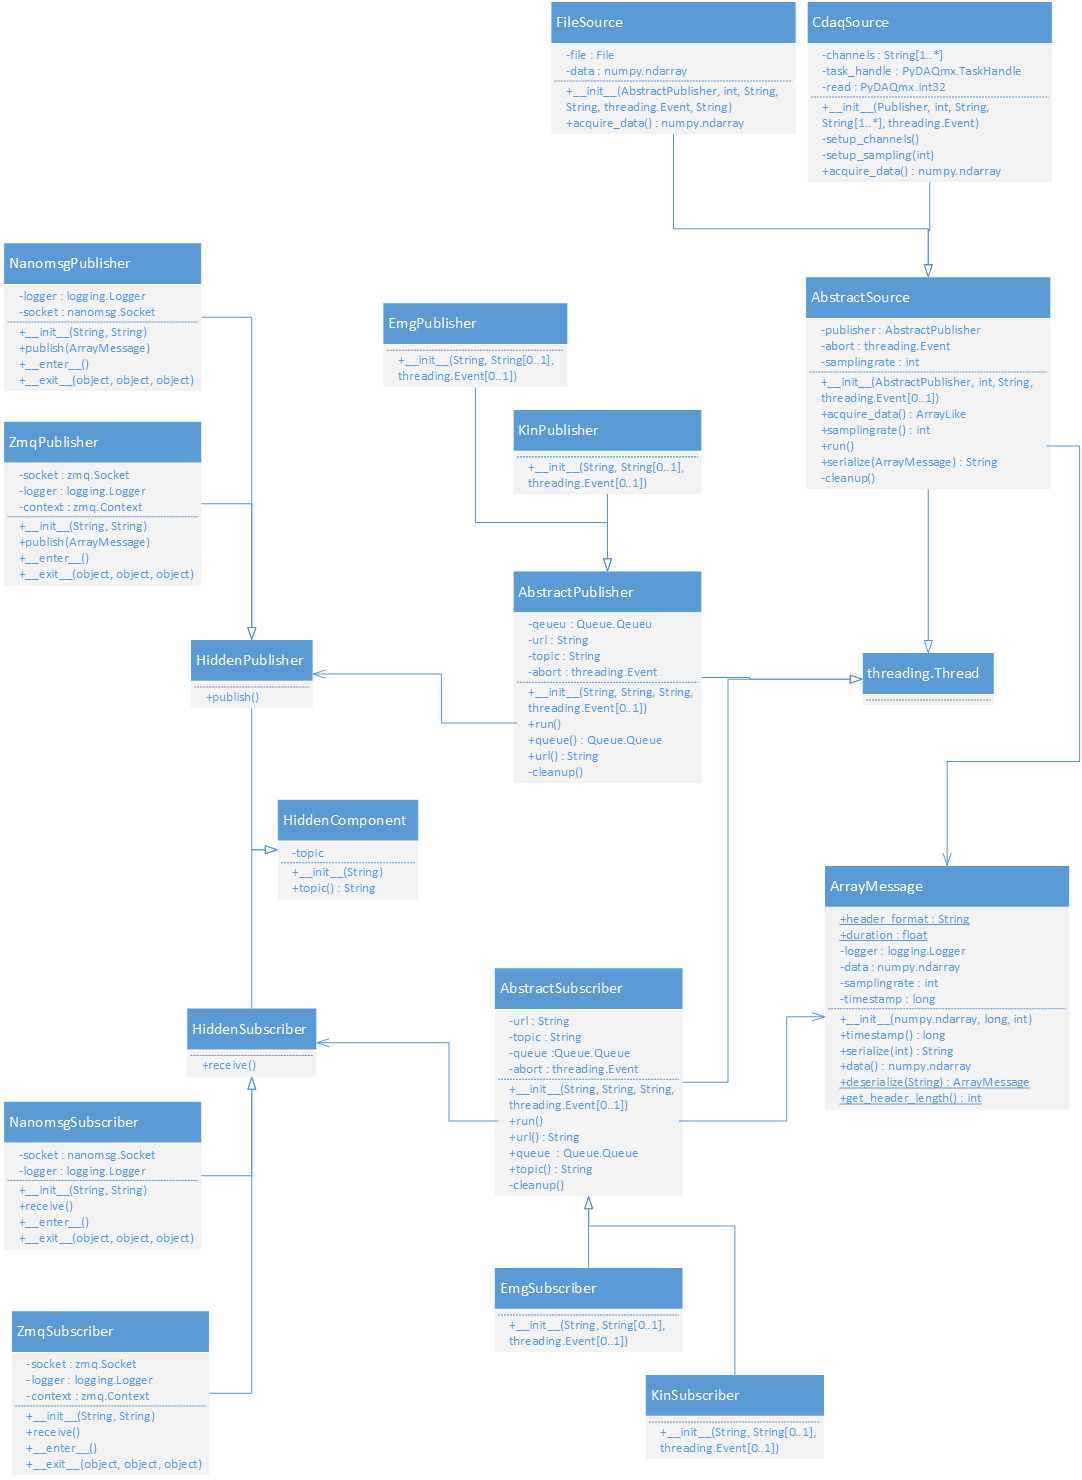 FileSource
-file : File
-data : numpy.ndarray
+__init__(AbstractPublisher, int, String,
String, threading.Event, String)
+acquire_data() : numpy.ndarray
CdaqSource
-channels : String[1..*]
-task_handle : PyDAQmx.TaskHandle
-read : PyDAQmx.int32
+__init__(Publisher, int, String,
String[1..*], threading.Event)
-setup_channels()
-setup_sampling(int)
+acquire_data() : numpy.ndarray
NanomsgPublisher
-logger : logging.Logger
-socket : nanomsg.Socket
+__init__(String, String)
+publish(ArrayMessage)
+__enter__()
+__exit__(object, object, object)
EmgPublisher
+__init__(String, String[0..1],
threading.Event[0..1])
AbstractSource
-publisher : AbstractPublisher
-abort : threading.Event
-samplingrate : int
+__init__(AbstractPublisher, int, String,
threading.Event[0..1])
+acquire_data() : ArrayLike
+samplingrate() : int
+run()
+serialize(ArrayMessage) : String
-cleanup()
KinPublisher
+__init__(String, String[0..1],
threading.Event[0..1])
ZmqPublisher
-socket : zmq.Socket
-logger : logging.Logger
-context : zmq.Context
+__init__(String, String)
+publish(ArrayMessage)
+__enter__()
+__exit__(object, object, object)
AbstractPublisher
-qeueu : Queue.Qeueu
-url : String
-topic : String
-abort : threading.Event
+__init__(String, String, String,
threading.Event[0..1])
+run()
+queue() : Queue.Queue
+url() : String
-cleanup()
HiddenPublisher
+publish()
threading.Thread
HiddenComponent
-topic
+__init__(String)
+topic() : String
ArrayMessage
+header_format : String
+duration : float
-logger : logging.Logger
-data : numpy.ndarray
-samplingrate : int
-timestamp : long
+__init__(numpy.ndarray, long, int)
+timestamp() : long
+serialize(int) : String
+data() : numpy.ndarray
+deserialize(String) : ArrayMessage
+get_header_length() : int
AbstractSubscriber
-url : String
-topic : String
-queue :Queue.Queue
-abort : threading.Event
+__init__(String, String, String,
threading.Event[0..1])
+run()
+url() : String
+queue : Queue.Queue
+topic() : String
-cleanup()
HiddenSubscriber
+receive()
NanomsgSubscriber
-socket : nanomsg.Socket
-logger : logging.Logger
+__init__(String, String)
+receive()
+__enter__()
+__exit__(object, object, object)
EmgSubscriber
+__init__(String, String[0..1],
threading.Event[0..1])
ZmqSubscriber
-socket : zmq.Socket
-logger : logging.Logger
-context : zmq.Context
+__init__(String, String)
+receive()
+__enter__()
+__exit__(object, object, object)
KinSubscriber
+__init__(String, String[0..1],
threading.Event[0..1])